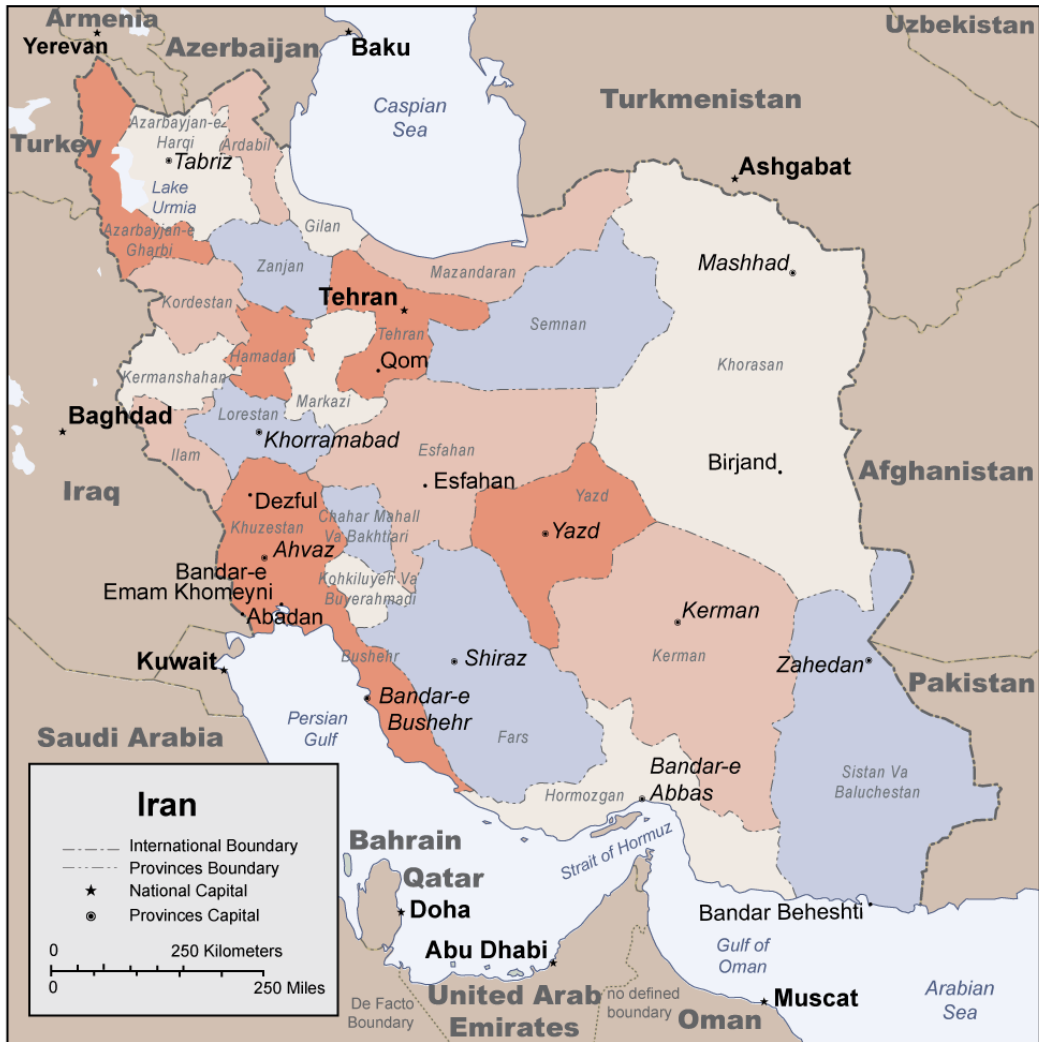 Armenia
Yerevan
Azerbaijan
Baku
Uzbekistan
Caspian
Sea
Turkmenistan
Turkey
Azarbayjan-e
Harqi
Ardabil
Tabriz
Ashgabat
Lake
Urmia
Azarbayjan-e
Gharbi
Gilan
Zanjan
Mazandaran
Mashhad
Kordestan
Tehran
Tehran
Semnan
Hamadan
Qom
Khorasan
Kermanshahan
Markazi
Baghdad
Lorestan
Khorramabad
Ilam
Esfahan
Esfahan
Birjand
Afghanistan
Iraq
Dezful
Khuzestan
Chahar Mahall
Va Bakhtiari
Yazd
Yazd
Ahvaz
Bandar-e
Emam Khomeyni
Kohkiluyeh Va
Buyerahmadi
Abadan
Kerman
Kerman
Kuwait
Bushehr
Shiraz
Zahedan
Pakistan
Bandar-e
Bushehr
Persian
Gulf
Saudi Arabia
Fars
Bandar-e
Abbas
Hormozgan
Sistan Va
Baluchestan
Iran
International Boundary
Provinces Boundary
National Capital
Provinces Capital
0 250 Kilometers
0 250 Miles
Bahrain
Qatar
Doha
Strait of Hormuz
Abu Dhabi
Bandar Beheshti
Gulf of
Oman
De Facto
Boundary
United Arab
Emirates
no defined
boundary
Oman
Muscat
Arabian
Sea